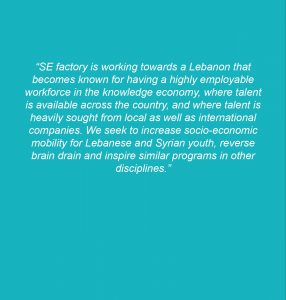 “SE factory is working towards a Lebanon that
becomes known for having a highly employable
workforce in the knowledge economy, where talent
is available across the country, and where talent is
heavily sought from local as well as international
companies. We seek to increase socio-economic
mobility for Lebanese and Syrian youth, reverse
brain drain and inspire similar programs in other
disciplines.”